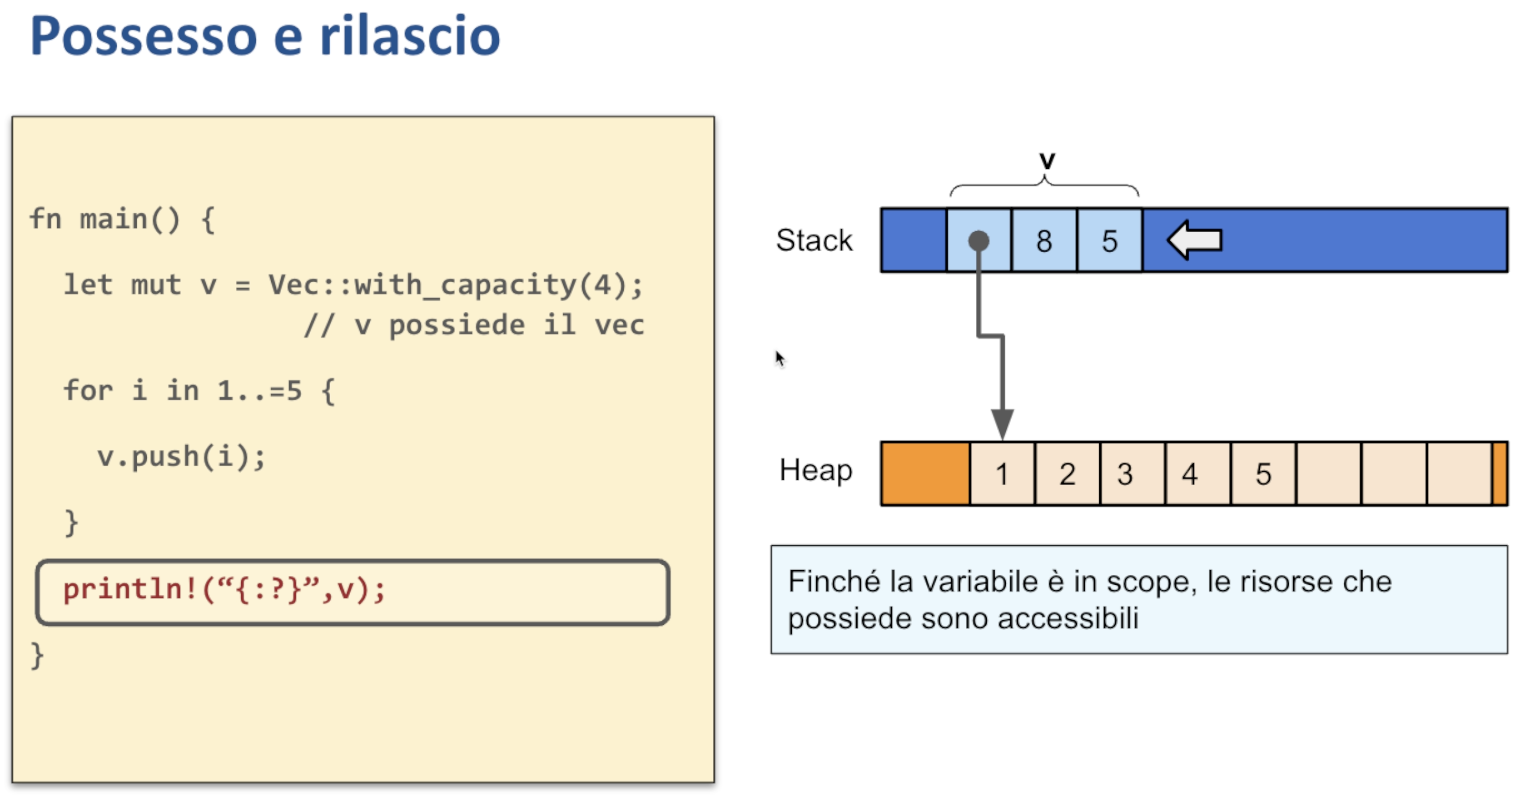 Possesso e rilascio
fn main() {
let mut v = Vec::with_capacity(4);
// v possiede il vec
for i in 1..=5 {
v.push(i);
}
println!(“{:?}”,v);
}
v
Stack
8 5
Heap
1 2 3 4 5
Finché la variabile è in scope, le risorse che
possiede sono accessibili